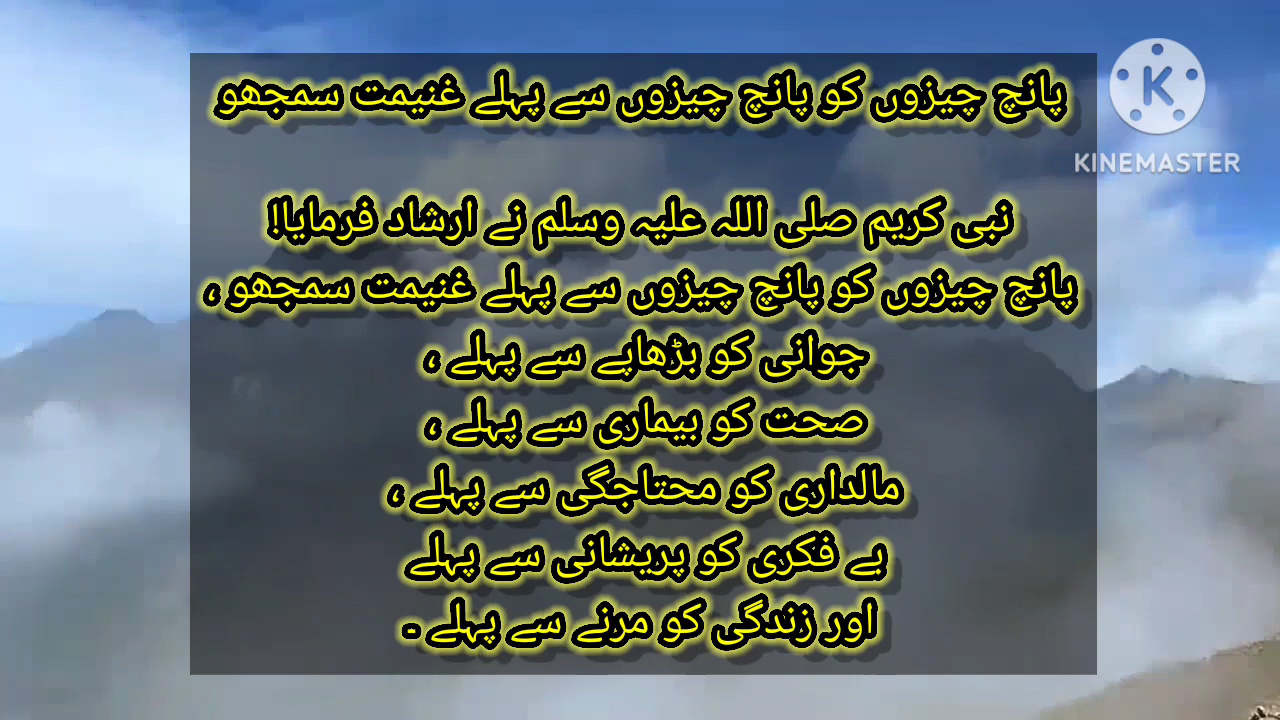 پانچ چیزوں کو پانچ چیزوں سے پہلے غنیمت سمجھو
نبی کریم صلی اللہ علیہ وسلم نے ارشاد فرمایا!
پانچ چیزوں کو پانچ چیزوں سے پہلے غنیمت سمجھو ،
جوانی کو بڑھاپے سے پہلے ،
صحت کو بیماری سے پہلے ،
مالداری کو محتاجگی سے پہلے ،
بے فکری کو پریشانی سے پہلے
اور زندگی کو مرنے سے پہلے ۔
K
KINEMASTER